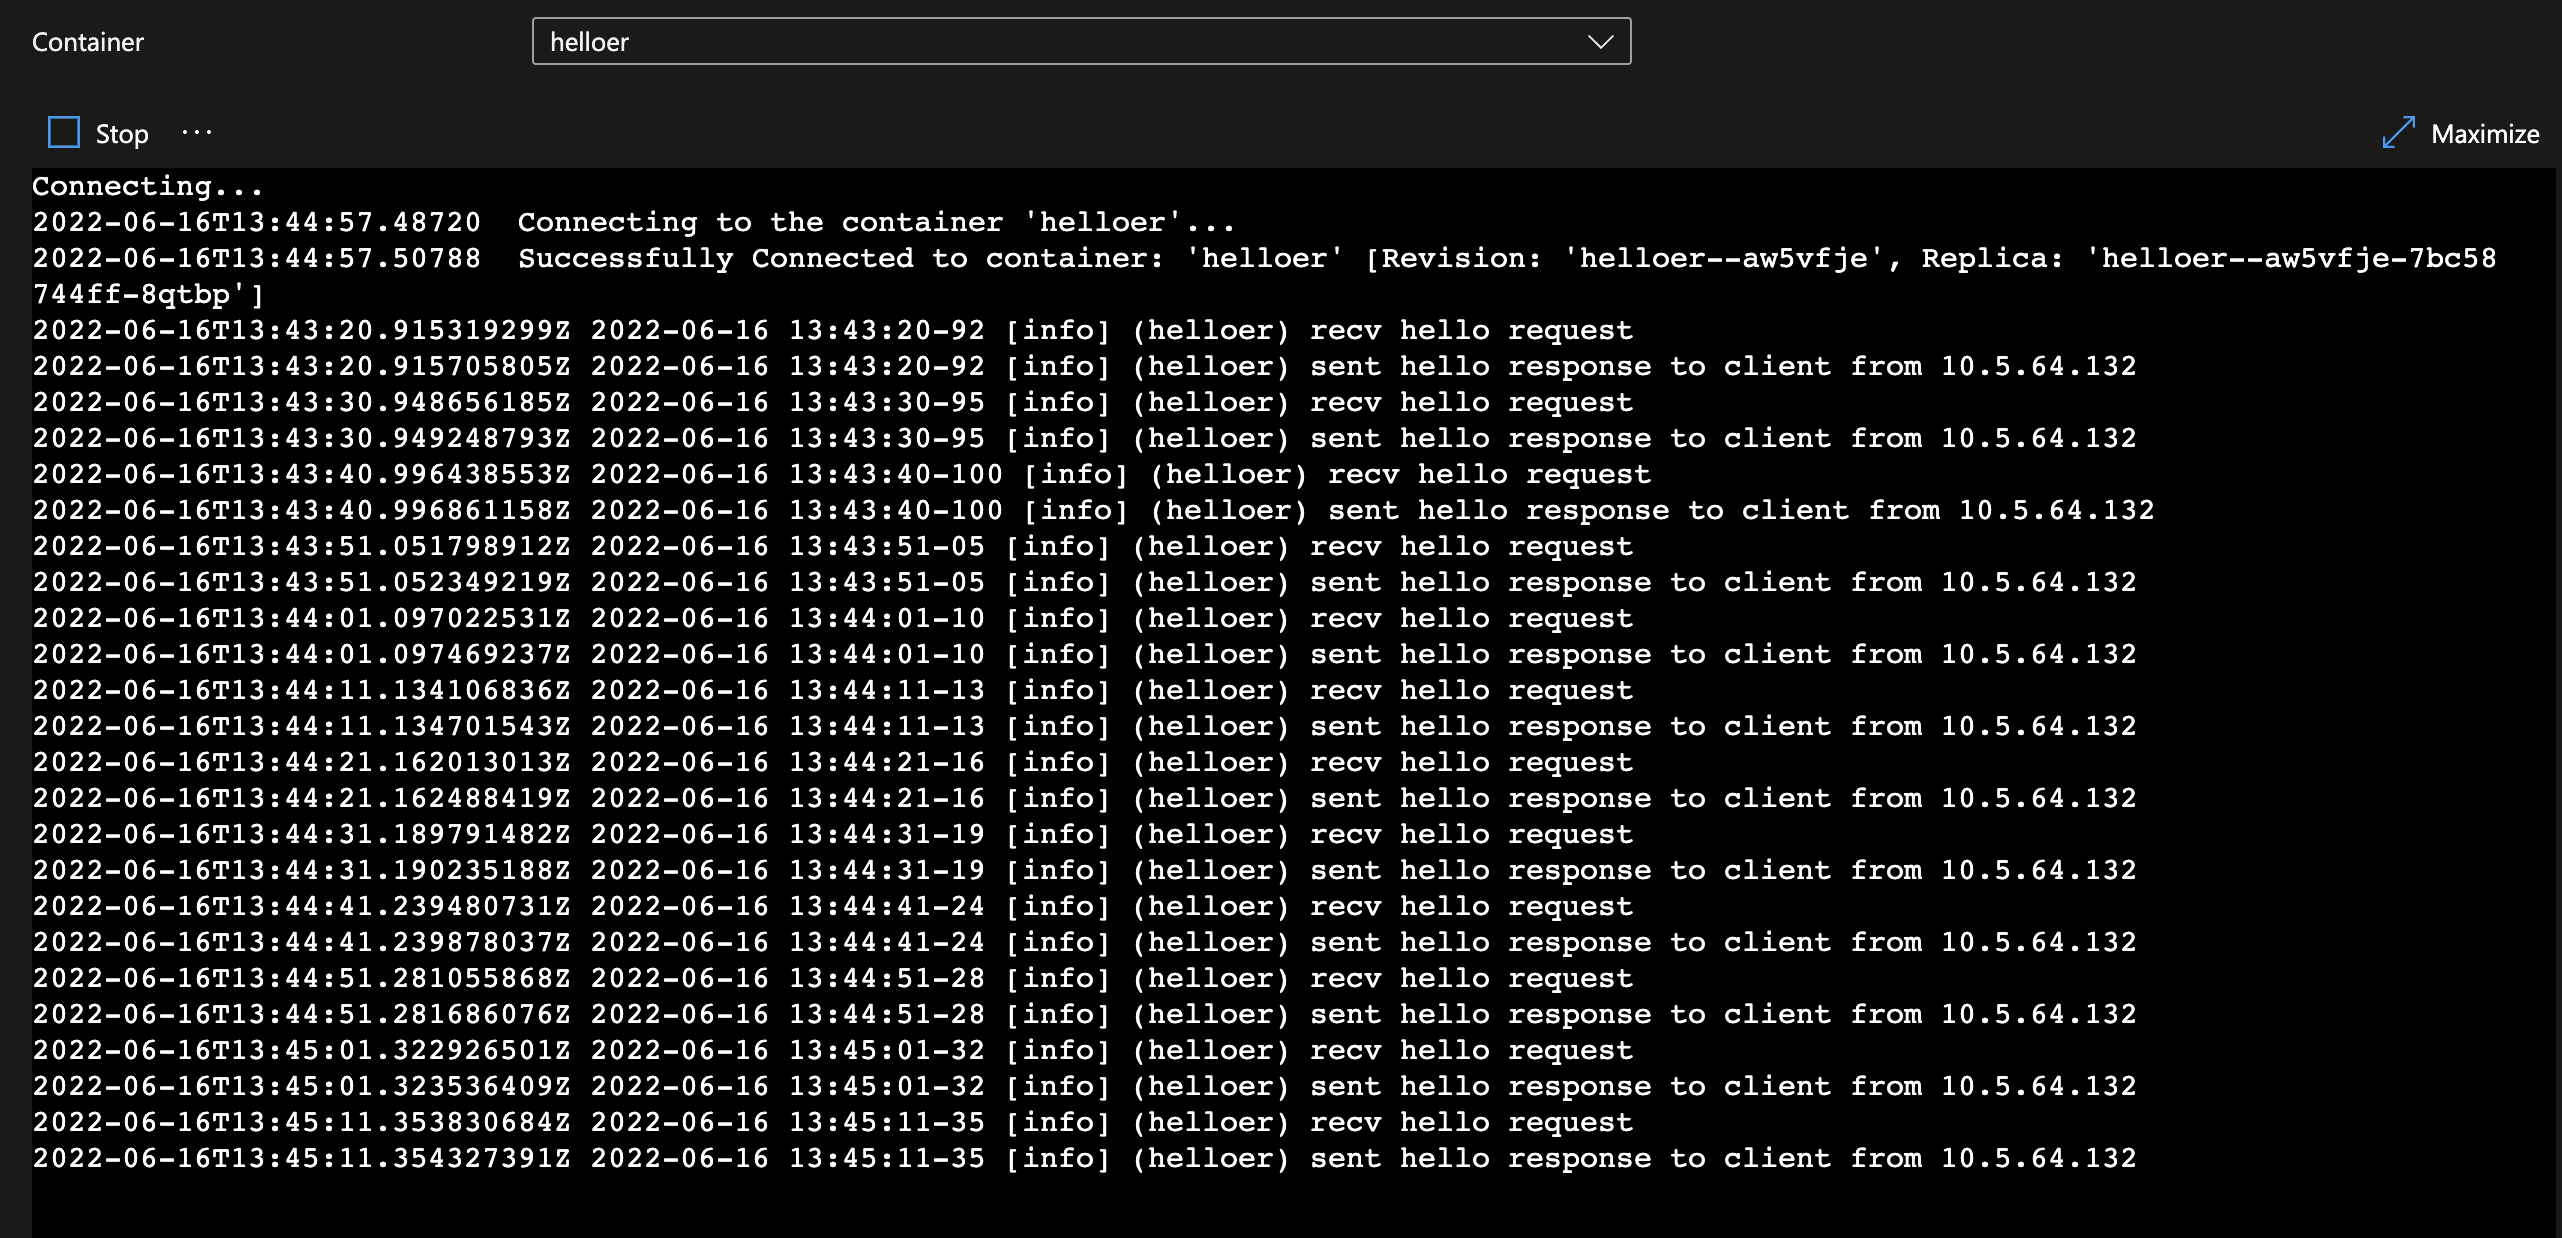 Container
helloer
Stop ...
Maximize
Connecting...
2022-06-16T13:44:57.48720  Connecting to the container 'helloer'...
2022-06-16T13:44:57.50788  Successfully Connected to container: 'helloer' [Revision: 'helloer--aw5vfje', Replica: 'helloer--aw5vfje-7bc58
744ff-8qtbp']
2022-06-16T13:43:20.915319299Z 2022-06-16 13:43:20-92 [info] (helloer) recv hello request
2022-06-16T13:43:20.915705805Z 2022-06-16 13:43:20-92 [info] (helloer) sent hello response to client from 10.5.64.132
2022-06-16T13:43:30.948656185Z 2022-06-16 13:43:30-95 [info] (helloer) recv hello request
2022-06-16T13:43:30.949248793Z 2022-06-16 13:43:30-95 [info] (helloer) sent hello response to client from 10.5.64.132
2022-06-16T13:43:40.996438553Z 2022-06-16 13:43:40-100 [info] (helloer) recv hello request
2022-06-16T13:43:40.996861158Z 2022-06-16 13:43:40-100 [info] (helloer) sent hello response to client from 10.5.64.132
2022-06-16T13:43:51.051798912Z 2022-06-16 13:43:51-05 [info] (helloer) recv hello request
2022-06-16T13:43:51.052349219Z 2022-06-16 13:43:51-05 [info] (helloer) sent hello response to client from 10.5.64.132
2022-06-16T13:44:01.097022531Z 2022-06-16 13:44:01-10 [info] (helloer) recv hello request
2022-06-16T13:44:01.097469237Z 2022-06-16 13:44:01-10 [info] (helloer) sent hello response to client from 10.5.64.132
2022-06-16T13:44:11.134106836Z 2022-06-16 13:44:11-13 [info] (helloer) recv hello request
2022-06-16T13:44:11.134701543Z 2022-06-16 13:44:11-13 [info] (helloer) sent hello response to client from 10.5.64.132
2022-06-16T13:44:21.162013013Z 2022-06-16 13:44:21-16 [info] (helloer) recv hello request
2022-06-16T13:44:21.162488419Z 2022-06-16 13:44:21-16 [info] (helloer) sent hello response to client from 10.5.64.132
2022-06-16T13:44:31.189791482Z 2022-06-16 13:44:31-19 [info] (helloer) recv hello request
2022-06-16T13:44:31.190235188Z 2022-06-16 13:44:31-19 [info] (helloer) sent hello response to client from 10.5.64.132
2022-06-16T13:44:41.239480731Z 2022-06-16 13:44:41-24 [info] (helloer) recv hello request
2022-06-16T13:44:41.239878037Z 2022-06-16 13:44:41-24 [info] (helloer) sent hello response to client from 10.5.64.132
2022-06-16T13:44:51.281055868Z 2022-06-16 13:44:51-28 [info] (helloer) recv hello request
2022-06-16T13:44:51.281686076Z 2022-06-16 13:44:51-28 [info] (helloer) sent hello response to client from 10.5.64.132
2022-06-16T13:45:01.322926501Z 2022-06-16 13:45:01-32 [info] (helloer) recv hello request
2022-06-16T13:45:01.323536409Z 2022-06-16 13:45:01-32 [info] (helloer) sent hello response to client from 10.5.64.132
2022-06-16T13:45:11.353830684Z 2022-06-16 13:45:11-35 [info] (helloer) recv hello request
2022-06-16T13:45:11.354327391Z 2022-06-16 13:45:11-35 [info] (helloer) sent hello response to client from 10.5.64.132